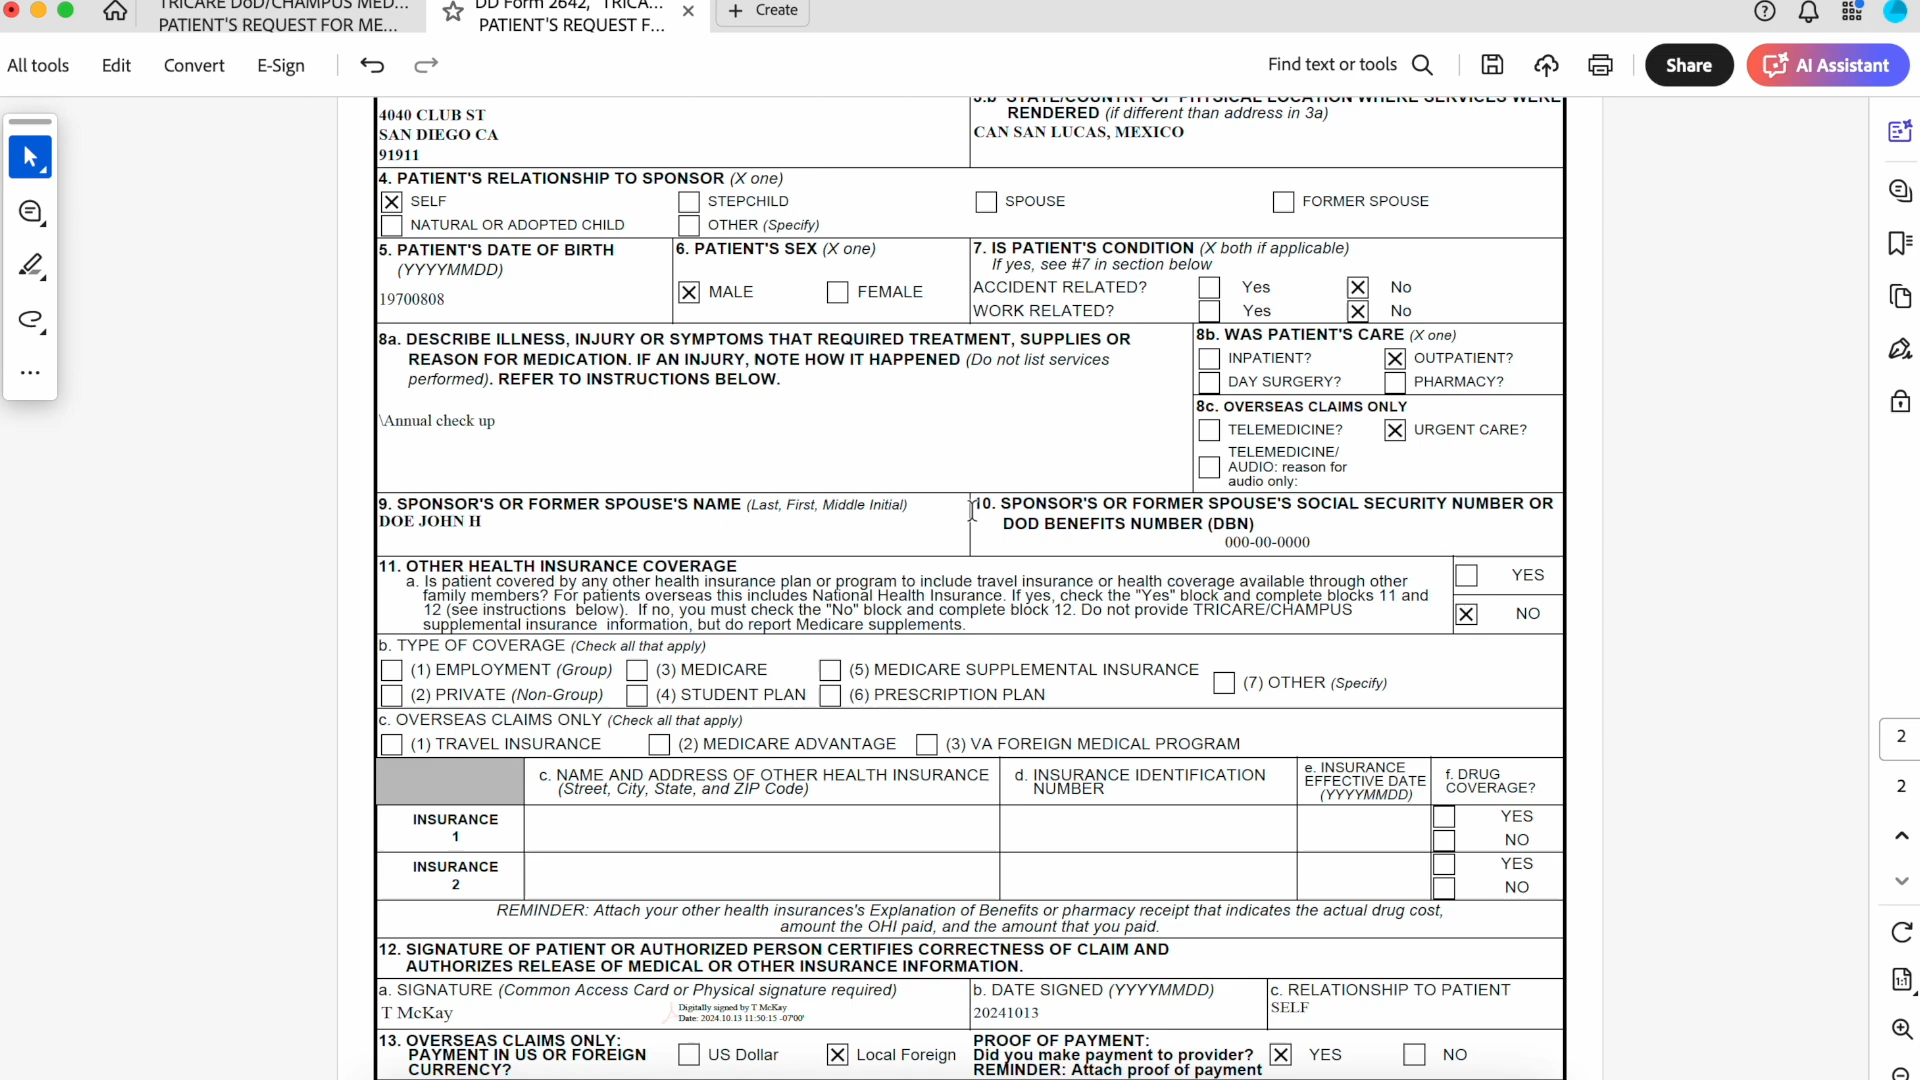 TRICARE DoD/CHAMPUS MED...
PATIENT'S REQUEST FOR ME...
DD Form 2642, "TRICA...
PATIENT'S REQUEST F...
Create
All tools
Edit
Convert
E-Sign
Find text or tools
Share
AI Assistant
4040 CLUB ST
SAN DIEGO CA
91911
3.b STATE/COUNTRY OF PHYSICAL LOCATION WHERE SERVICES WERE
RENDERED (if different than address in 3a)
CAN SAN LUCAS, MEXICO
4. PATIENT'S RELATIONSHIP TO SPONSOR (X one)
SELF STEPCHILD SPOUSE FORMER SPOUSE
NATURAL OR ADOPTED CHILD OTHER (Specify)
5. PATIENT'S DATE OF BIRTH
(YYYYMMDD)
19700808
6. PATIENT'S SEX (X one)
MALE FEMALE
7. IS PATIENT'S CONDITION (X both if applicable)
If yes, see #7 in section below
ACCIDENT RELATED? Yes No
WORK RELATED? Yes No
8a. DESCRIBE ILLNESS, INJURY OR SYMPTOMS THAT REQUIRED TREATMENT, SUPPLIES OR
REASON FOR MEDICATION. IF AN INJURY, NOTE HOW IT HAPPENED (Do not list services
performed). REFER TO INSTRUCTIONS BELOW.
\Annual check up
8b. WAS PATIENT'S CARE (X one)
INPATIENT? OUTPATIENT?
DAY SURGERY? PHARMACY?
8c. OVERSEAS CLAIMS ONLY
TELEMEDICINE? URGENT CARE?
TELEMEDICINE/
AUDIO: reason for
audio only:
9. SPONSOR'S OR FORMER SPOUSE'S NAME (Last, First, Middle Initial)
DOE JOHN H
10. SPONSOR'S OR FORMER SPOUSE'S SOCIAL SECURITY NUMBER OR
DOD BENEFITS NUMBER (DBN)
000-00-0000
11. OTHER HEALTH INSURANCE COVERAGE
a. Is patient covered by any other health insurance plan or program to include travel insurance or health coverage available through other
family members? For patients overseas this includes National Health Insurance. If yes, check the "Yes" block and complete blocks 11 and
12 (see instructions below). If no, you must check the "No" block and complete block 12. Do not provide TRICARE/CHAMPUS
supplemental insurance information, but do report Medicare supplements.
YES
NO
b. TYPE OF COVERAGE (Check all that apply)
(1) EMPLOYMENT (Group) (3) MEDICARE (5) MEDICARE SUPPLEMENTAL INSURANCE (7) OTHER (Specify)
(2) PRIVATE (Non-Group) (4) STUDENT PLAN (6) PRESCRIPTION PLAN
c. OVERSEAS CLAIMS ONLY (Check all that apply)
(1) TRAVEL INSURANCE (2) MEDICARE ADVANTAGE (3) VA FOREIGN MEDICAL PROGRAM
c. NAME AND ADDRESS OF OTHER HEALTH INSURANCE
(Street, City, State, and ZIP Code)
d. INSURANCE IDENTIFICATION
NUMBER
e. INSURANCE
EFFECTIVE DATE
(YYYYMMDD)
f. DRUG
COVERAGE?
INSURANCE
1
YES
NO
INSURANCE
2
YES
NO
REMINDER: Attach your other health insurances's Explanation of Benefits or pharmacy receipt that indicates the actual drug cost,
amount the OHI paid, and the amount that you paid.
12. SIGNATURE OF PATIENT OR AUTHORIZED PERSON CERTIFIES CORRECTNESS OF CLAIM AND
AUTHORIZES RELEASE OF MEDICAL OR OTHER INSURANCE INFORMATION.
a. SIGNATURE (Common Access Card or Physical signature required)
T McKay
Digitally signed by T McKay
Date: 2024.10.13 11:50:15 -07'00'
b. DATE SIGNED (YYYYMMDD)
20241013
c. RELATIONSHIP TO PATIENT
SELF
13. OVERSEAS CLAIMS ONLY:
PAYMENT IN US OR FOREIGN
CURRENCY?
US Dollar Local Foreign
PROOF OF PAYMENT:
Did you make payment to provider?
REMINDER: Attach proof of payment
YES NO
2
2
1:1